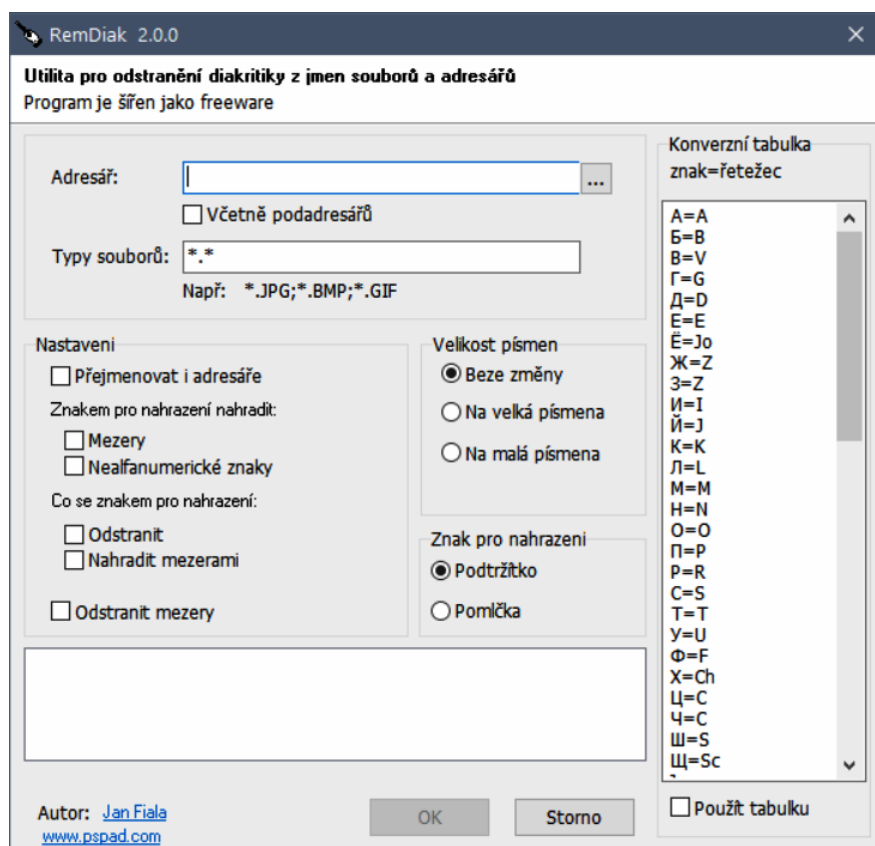 RemDiak 2.0.0
Utilita pro odstranění diakritiky z jmen souborů a adresářů
Program je šířen jako freeware
Adresář:
...
Včetně podadresářů
Typy souborů:
*.*
Např: *.JPG;*.BMP;*.GIF
Nastaveni
Přejmenovat i adresáře
Znakem pro nahrazení nahradit:
Mezery
Nealfanumerické znaky
Co se znakem pro nahrazení:
Odstranit
Nahradit mezerami
Odstranit mezery
Velikost písmen
Beze změny
Na velká písmena
Na malá písmena
Znak pro nahrazeni
Podtržítko
Pomlčka
Konverzní tabulka
znak=řetežec
А=A
Б=B
В=V
Г=G
Д=D
Е=E
Ё=Jo
Ж=Z
З=Z
И=I
Й=J
К=K
Л=L
М=M
Н=N
О=O
П=P
Р=R
С=S
Т=T
У=U
Ф=F
Х=Ch
Ц=C
Ч=C
Ш=S
Щ=Sc
Použít tabulku
Autor: Jan Fiala
www.pspad.com
OK
Storno